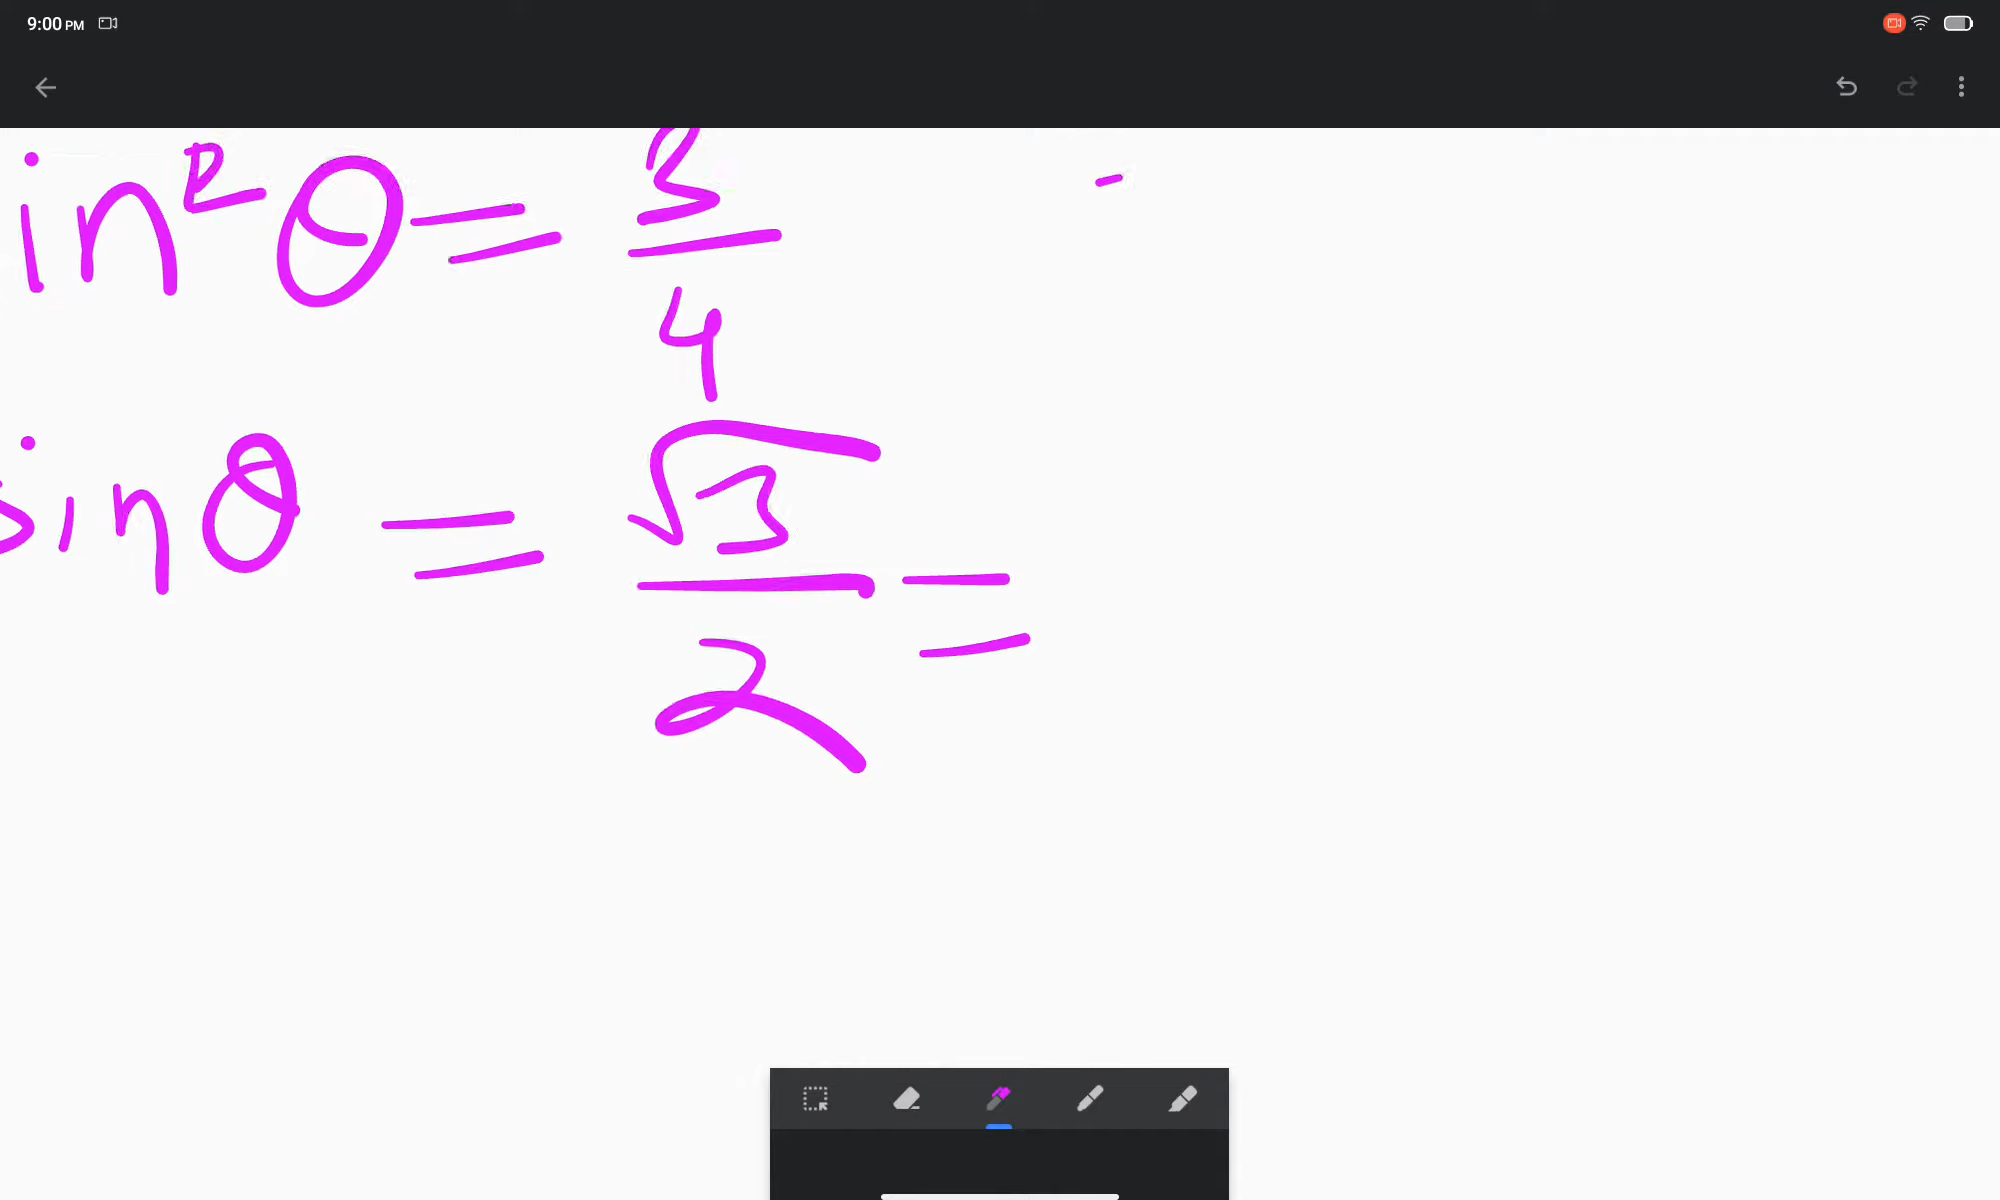 9:00 PM
in²θ = 3/4
sinθ = √3/2 =